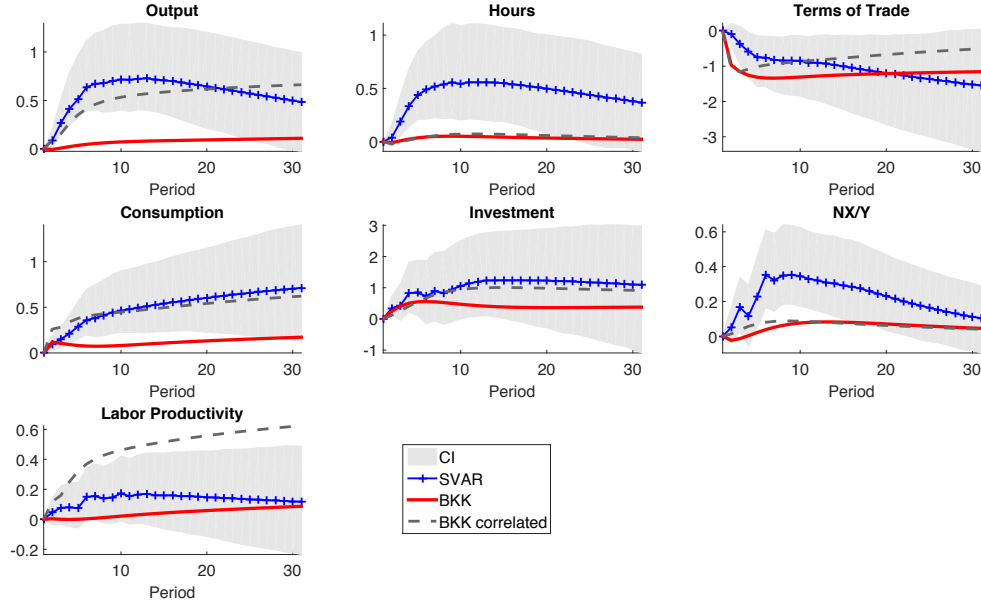 Output
1
0.5
0
10
20
30
Period
Hours
1
0.5
0
10
20
30
Period
Terms of Trade
0
-1
-2
-3
10
20
30
Period
Consumption
1
0.5
0
10
20
30
Period
Investment
3
2
1
0
-1
10
20
30
Period
NX/Y
0.6
0.4
0.2
0
10
20
30
Period
Labor Productivity
0.6
0.4
0.2
0
-0.2
10
20
30
Period
CI
SVAR
BKK
BKK correlated